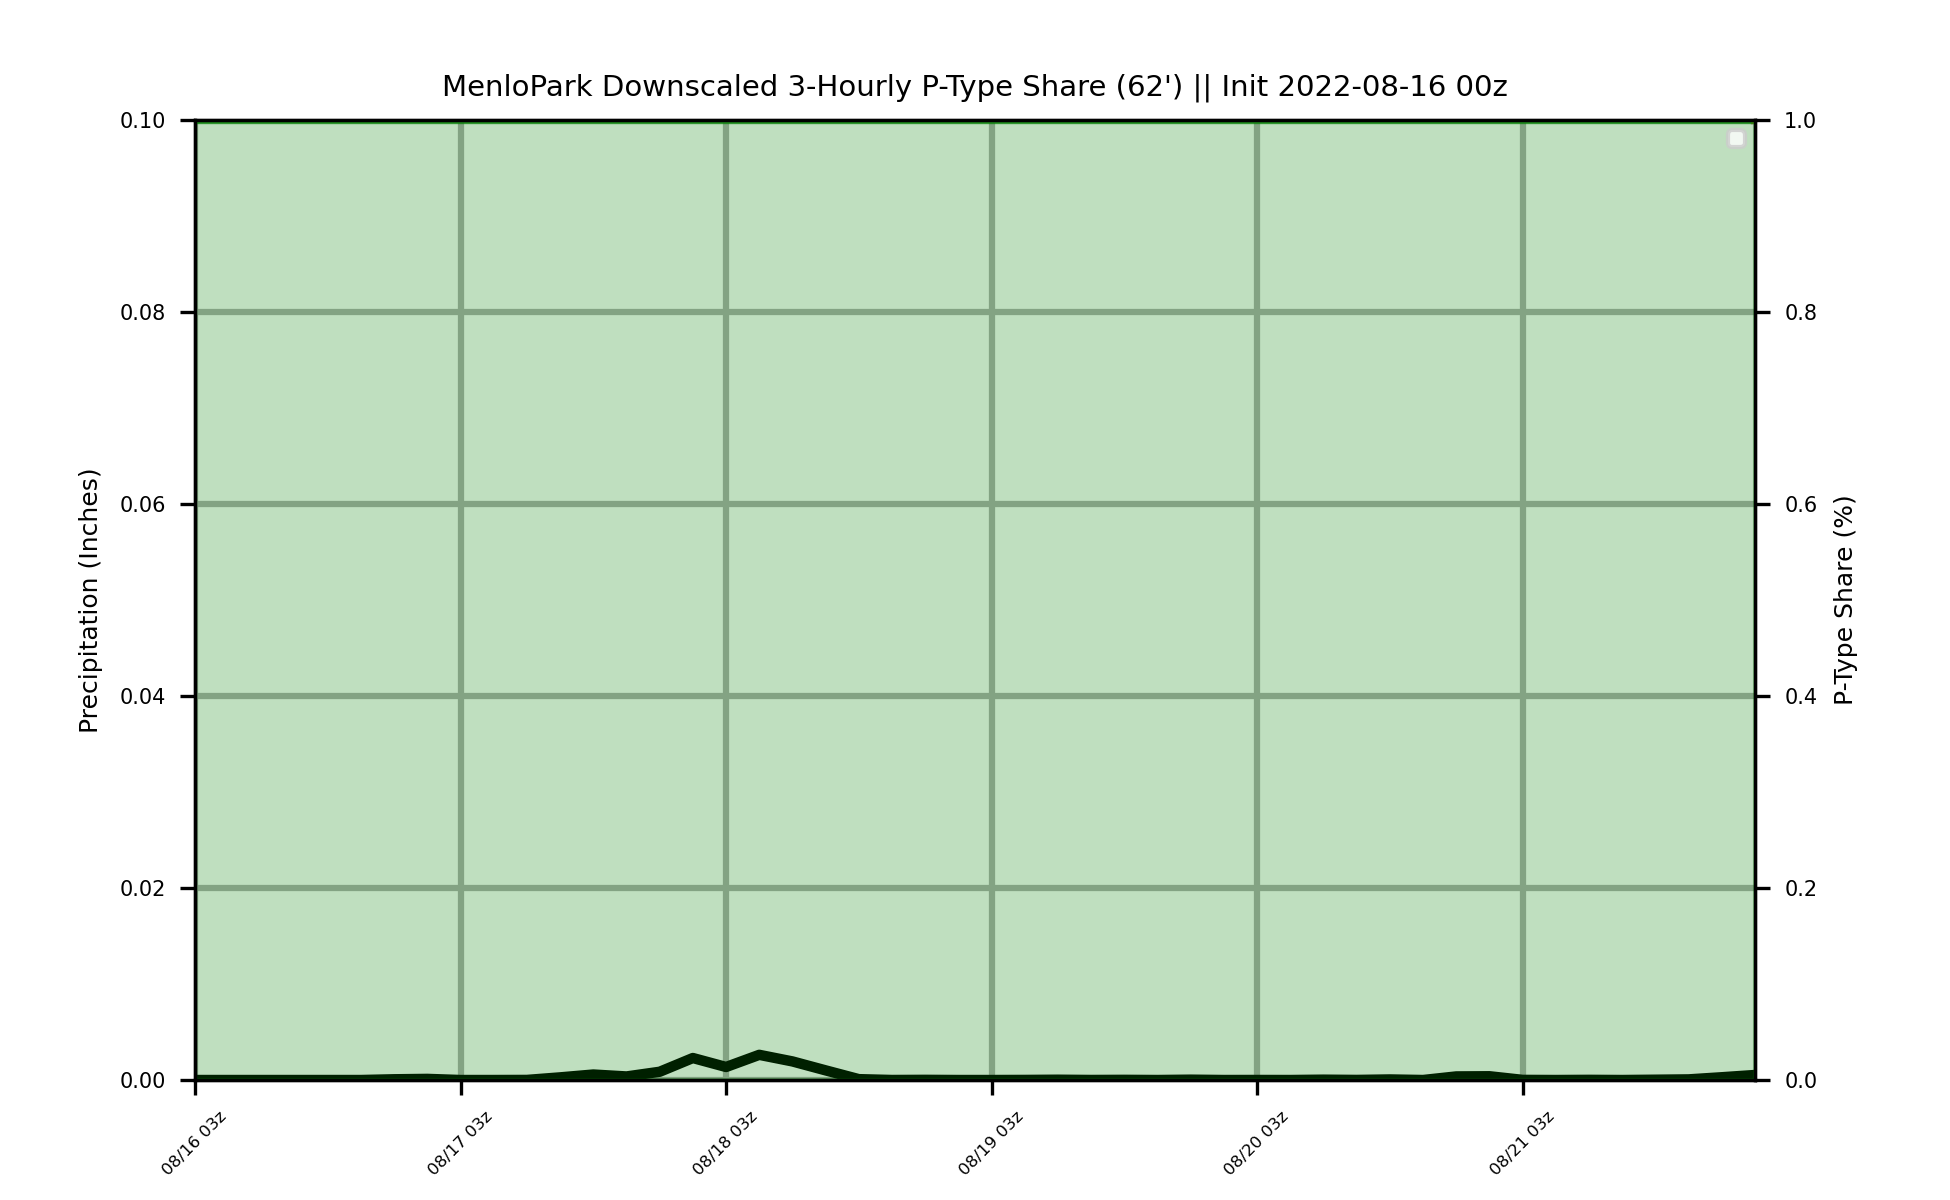 MenloPark Downscaled 3-Hourly P-Type Share (62') || Init 2022-08-16 00z
Precipitation (Inches)
0.10
0.08
0.06
0.04
0.02
0.00
1.0
0.8
0.6
0.4
0.2
0.0
P-Type Share (%)
08/16 03z
08/17 03z
08/18 03z
08/19 03z
08/20 03z
08/21 03z